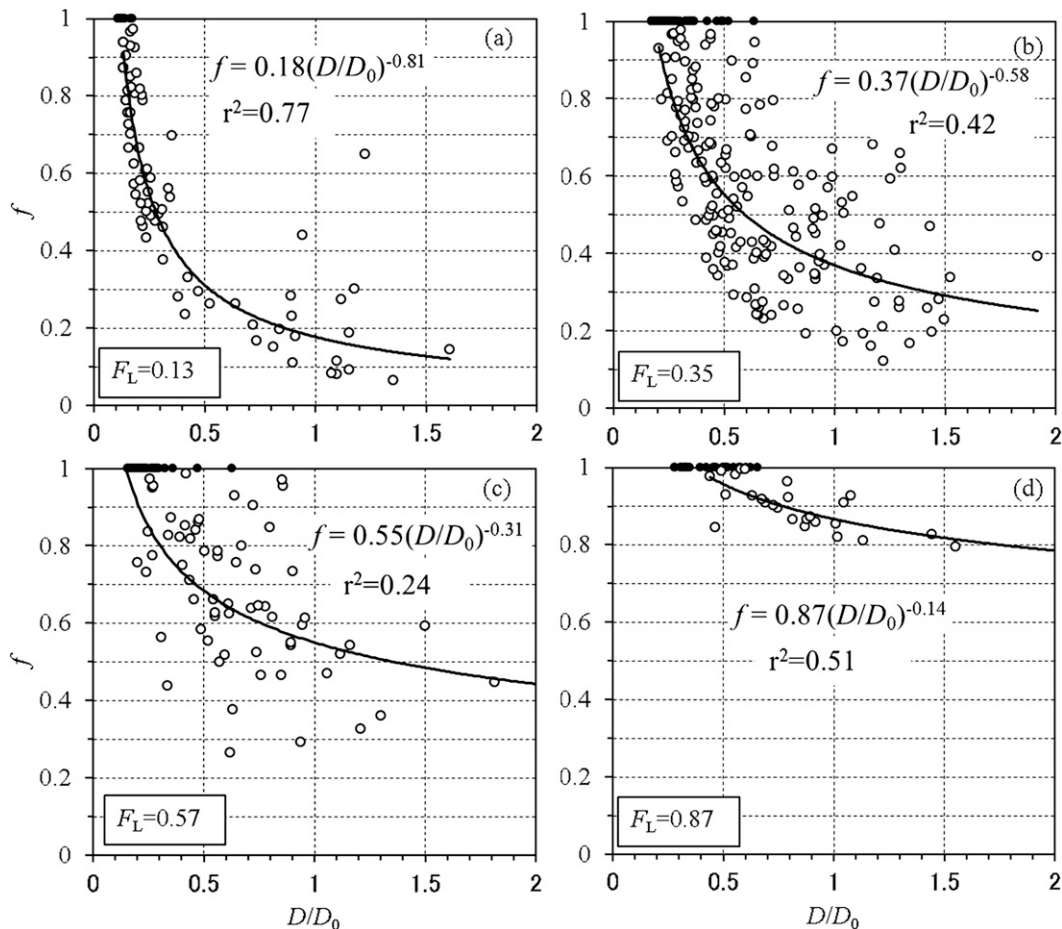 1
(a)
f = 0.18(D/D₀)^-0.81
r²=0.77
0.8
0.6
f
0.4
0.2
F_L=0.13
0
0 0.5 1 1.5 2
1
(b)
f = 0.37(D/D₀)^-0.58
r²=0.42
0.8
0.6
0.4
0.2
F_L=0.35
0
0 0.5 1 1.5 2
1
(c)
f = 0.55(D/D₀)^-0.31
r²=0.24
0.8
0.6
f
0.4
0.2
F_L=0.57
0
0 0.5 1 1.5 2
D/D₀
1
(d)
0.8
f = 0.87(D/D₀)^-0.14
r²=0.51
0.6
0.4
0.2
F_L=0.87
0
0 0.5 1 1.5 2
D/D₀